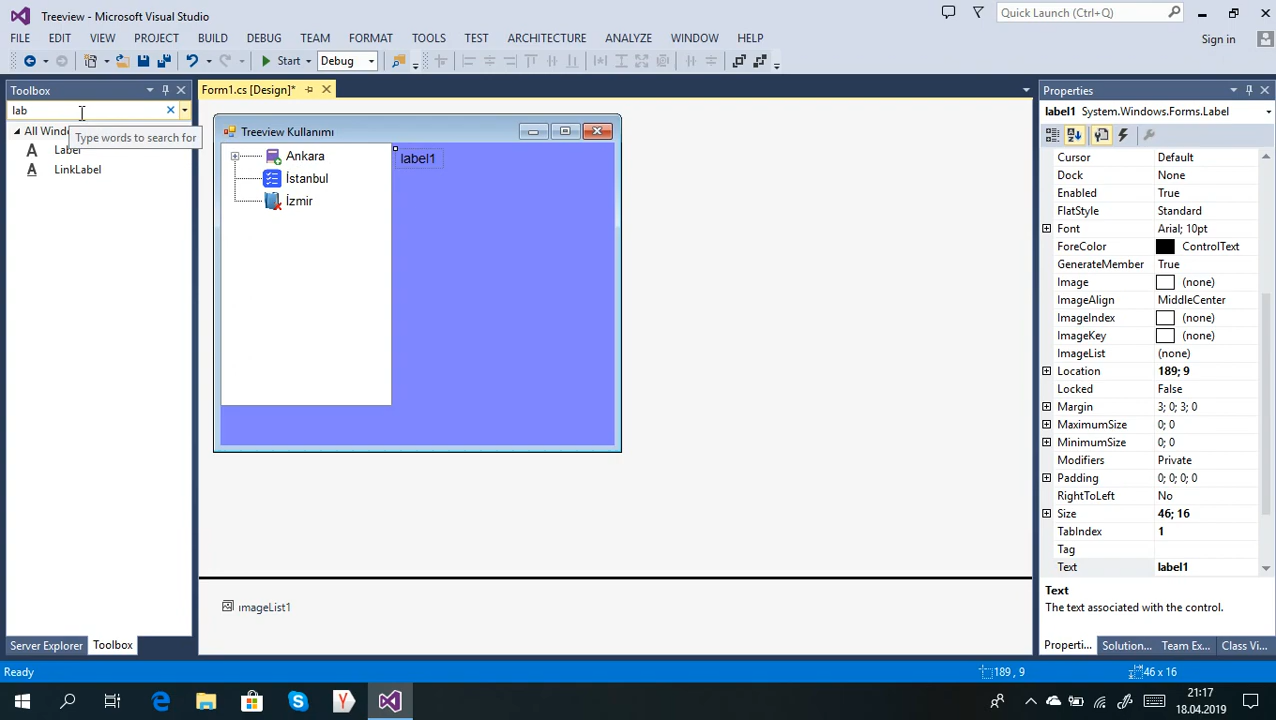 Treeview - Microsoft Visual Studio
Quick Launch (Ctrl+Q)
FILE EDIT VIEW PROJECT BUILD DEBUG TEAM FORMAT TOOLS TEST ARCHITECTURE ANALYZE WINDOW HELP
Sign in
Start Debug
Toolbox
lab
Type words to search for
Label
LinkLabel
Server Explorer Toolbox
Form1.cs [Design]*
Treeview Kullanımı
Ankara
İstanbul
İzmir
label1
imageList1
Properties
label1 System.Windows.Forms.Label
Cursor Default
Dock None
Enabled True
FlatStyle Standard
Font Arial; 10pt
ForeColor ControlText
GenerateMember True
Image (none)
ImageAlign MiddleCenter
ImageIndex (none)
ImageKey (none)
ImageList (none)
Location 189; 9
Locked False
Margin 3; 0; 3; 0
MaximumSize 0; 0
MinimumSize 0; 0
Modifiers Private
Padding 0; 0; 0; 0
RightToLeft No
Size 46; 16
TabIndex 1
Tag
Text label1
Text
The text associated with the control.
Properti... Solution... Team Ex... Class Vi...
Ready
189 , 9
46 x 16
21:17
18.04.2019